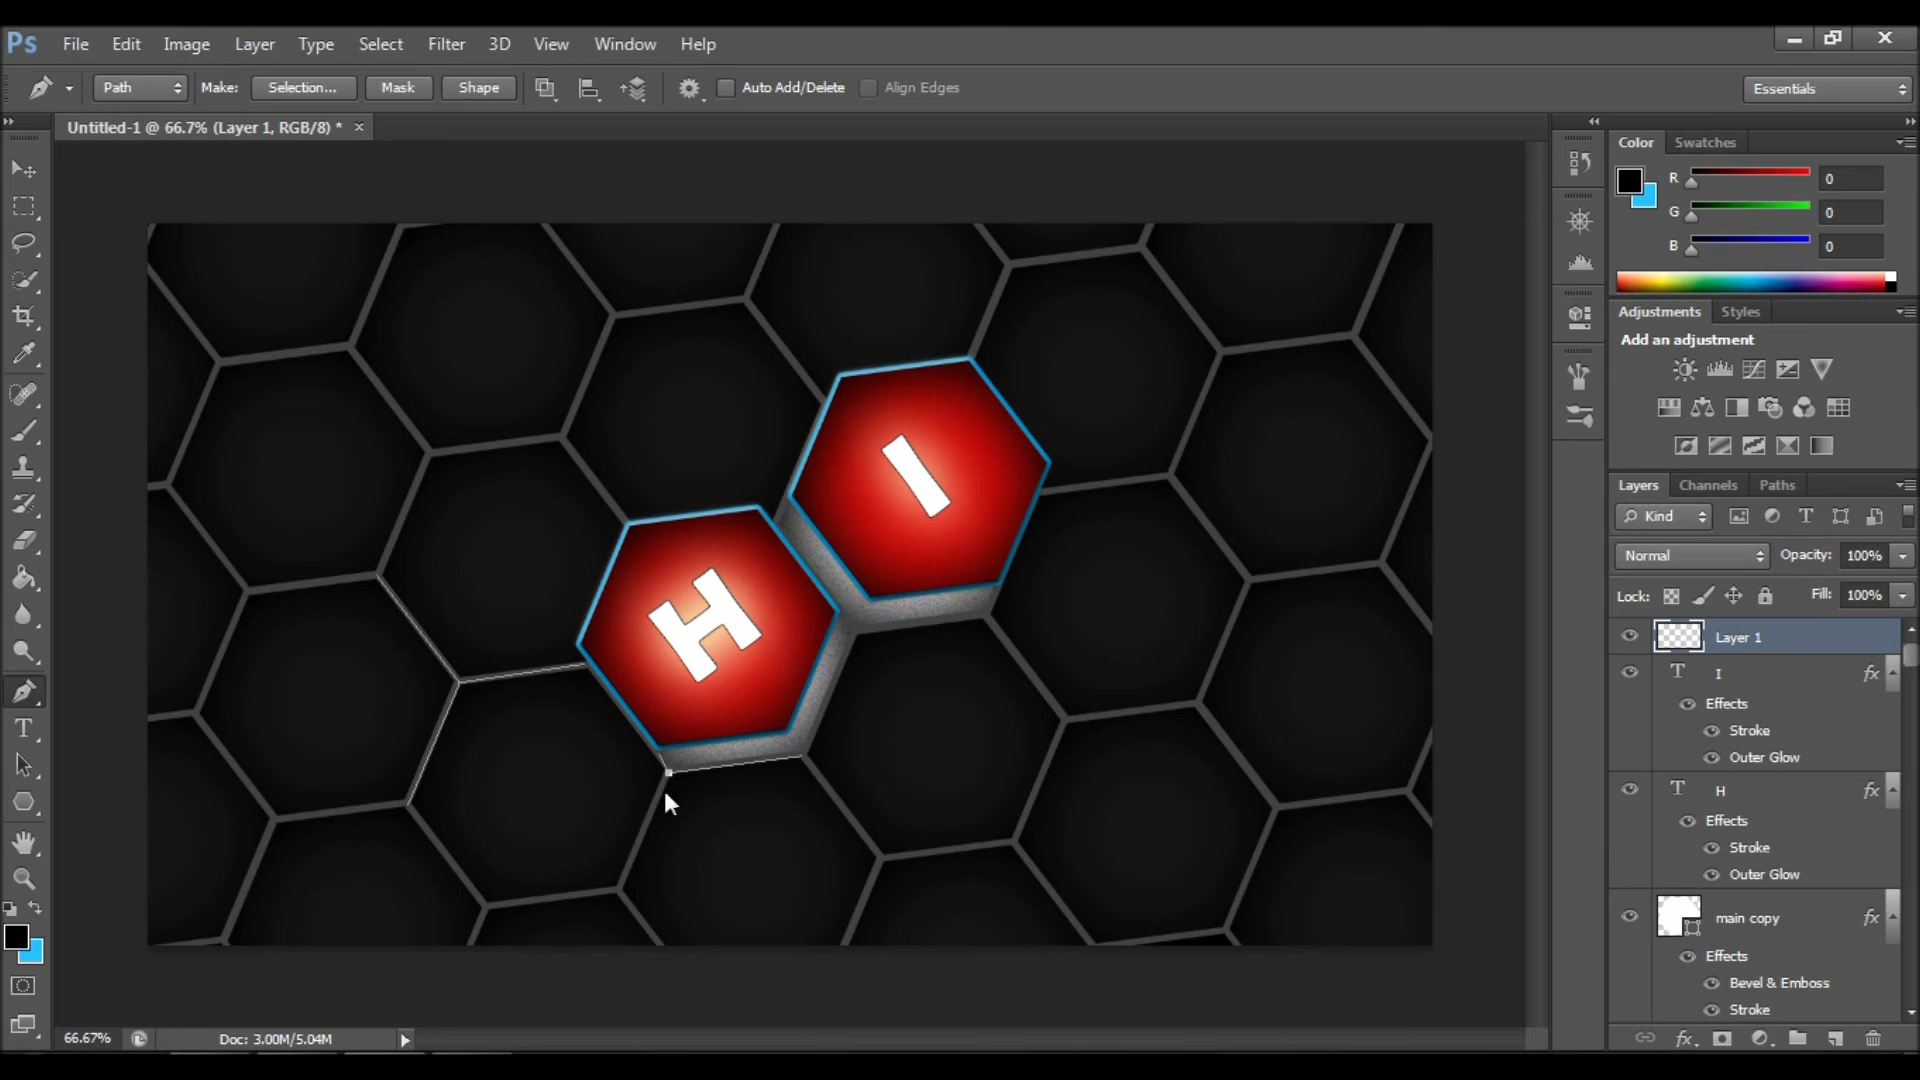 Ps File Edit Image Layer Type Select Filter 3D View Window Help
Path Make: Selection... Mask Shape Auto Add/Delete Align Edges Essentials
Untitled-1 @ 66.7% (Layer 1, RGB/8) * ×
Color Swatches
R 0
G 0
B 0
Adjustments Styles
Add an adjustment
I
H
Layers Channels Paths
Kind
Normal Opacity: 100%
Lock: Fill: 100%
Layer 1
T I fx
Effects
Stroke
Outer Glow
T H fx
Effects
Stroke
Outer Glow
main copy fx
Effects
Bevel & Emboss
Stroke
66.67% Doc: 3.00M/5.04M